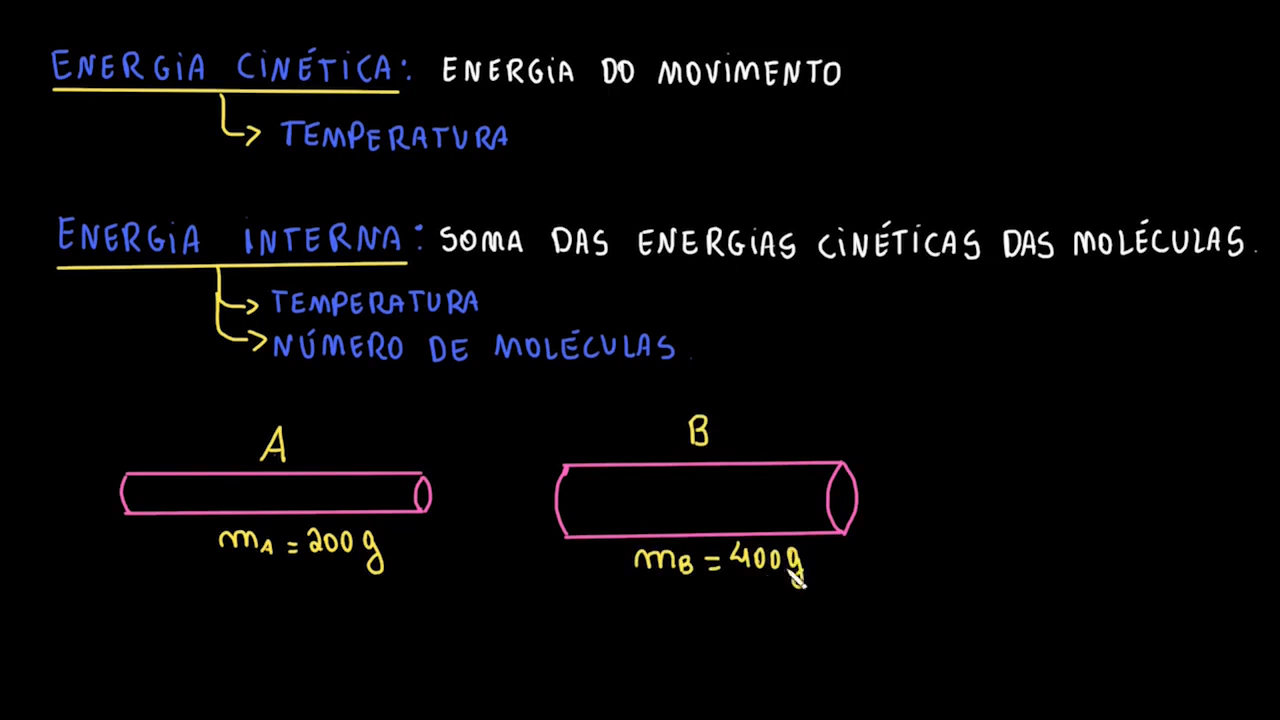 ENERGIA CINÉTICA: ENERGIA DO MOVIMENTO
TEMPERATURA
ENERGIA INTERNA: SOMA DAS ENERGIAS CINÉTICAS DAS MOLÉCULAS.
TEMPERATURA
NÚMERO DE MOLÉCULAS
A
B
mA = 200 g
mB = 400g